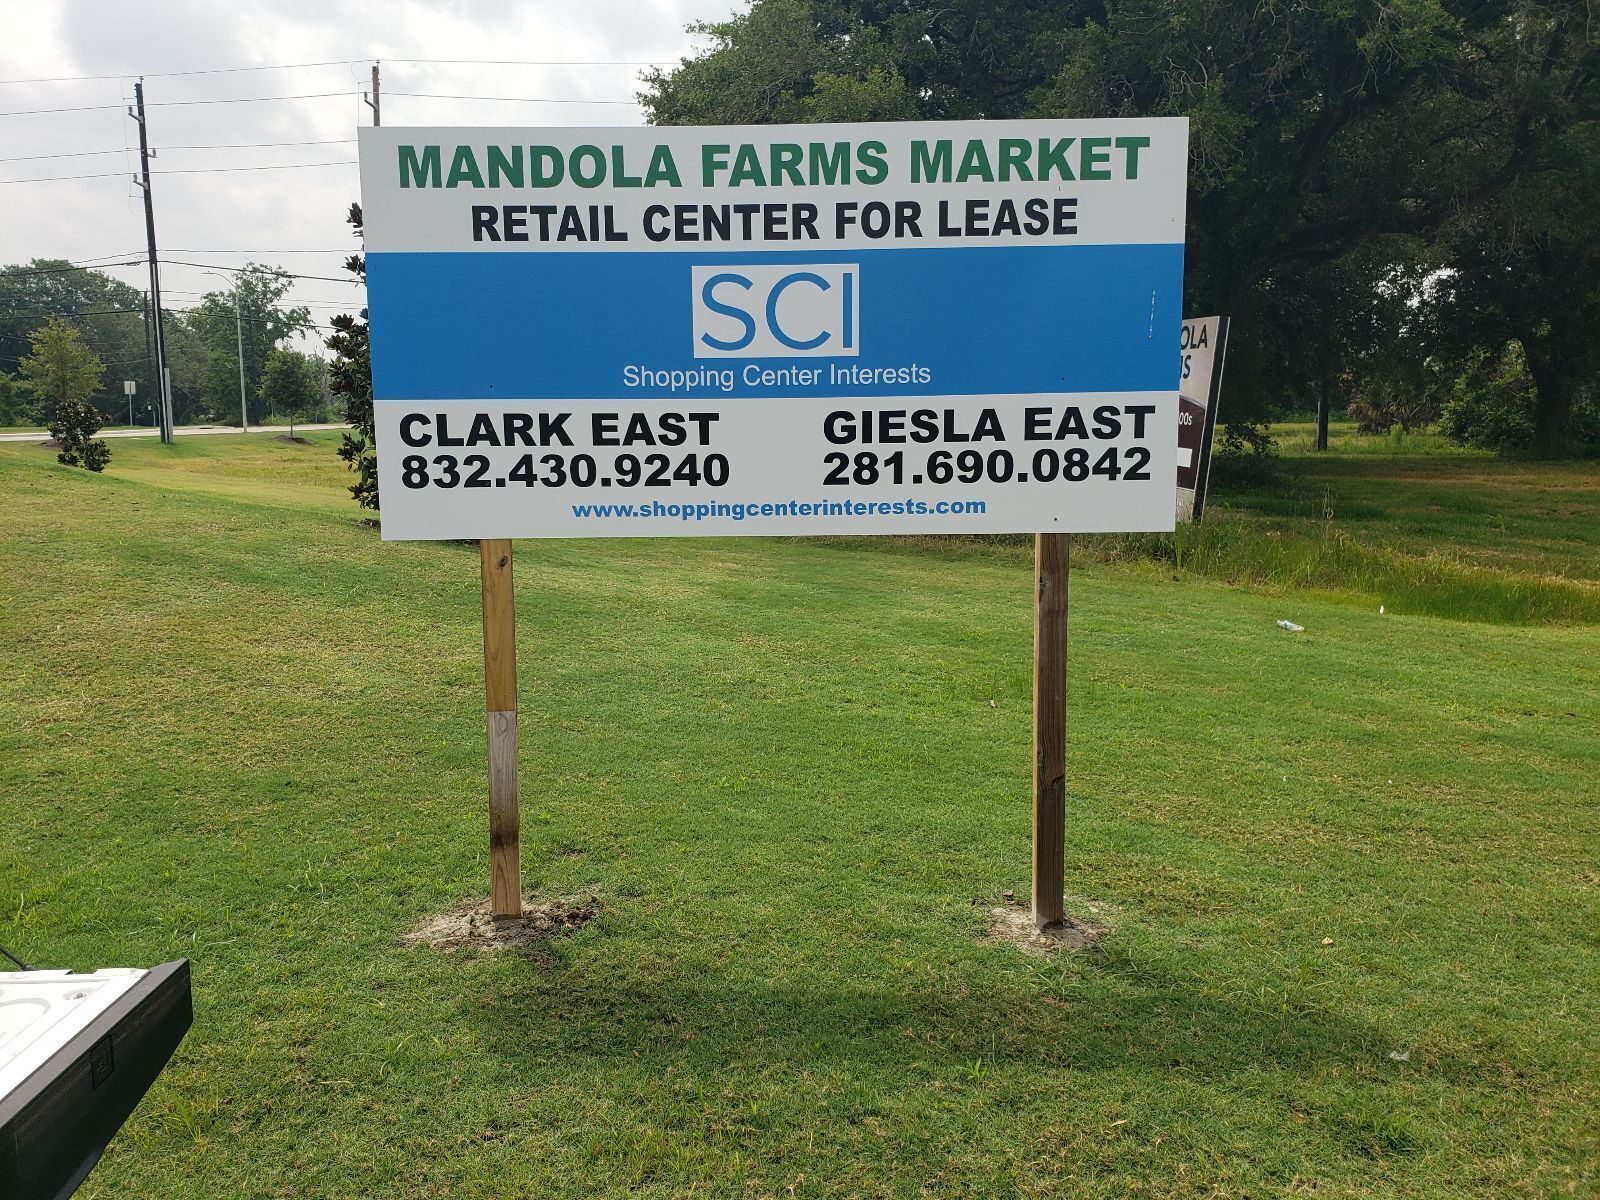 MANDOLA FARMS MARKET
RETAIL CENTER FOR LEASE
SCI
Shopping Center Interests
CLARK EAST
832.430.9240
GIESLA EAST
281.690.0842
www.shoppingcenterinterests.com